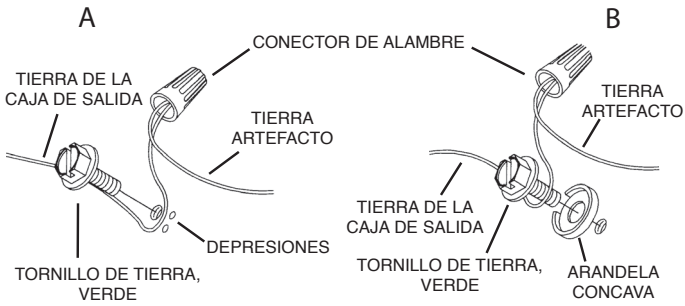 A
B
CONECTOR DE ALAMBRE
TIERRA DE LA
CAJA DE SALIDA
TIERRA
ARTEFACTO
TIERRA
ARTEFACTO
DEPRESIONES
TORNILLO DE TIERRA,
VERDE
TIERRA DE LA
CAJA DE SALIDA
TORNILLO DE TIERRA,
VERDE
ARANDELA
CONCAVA